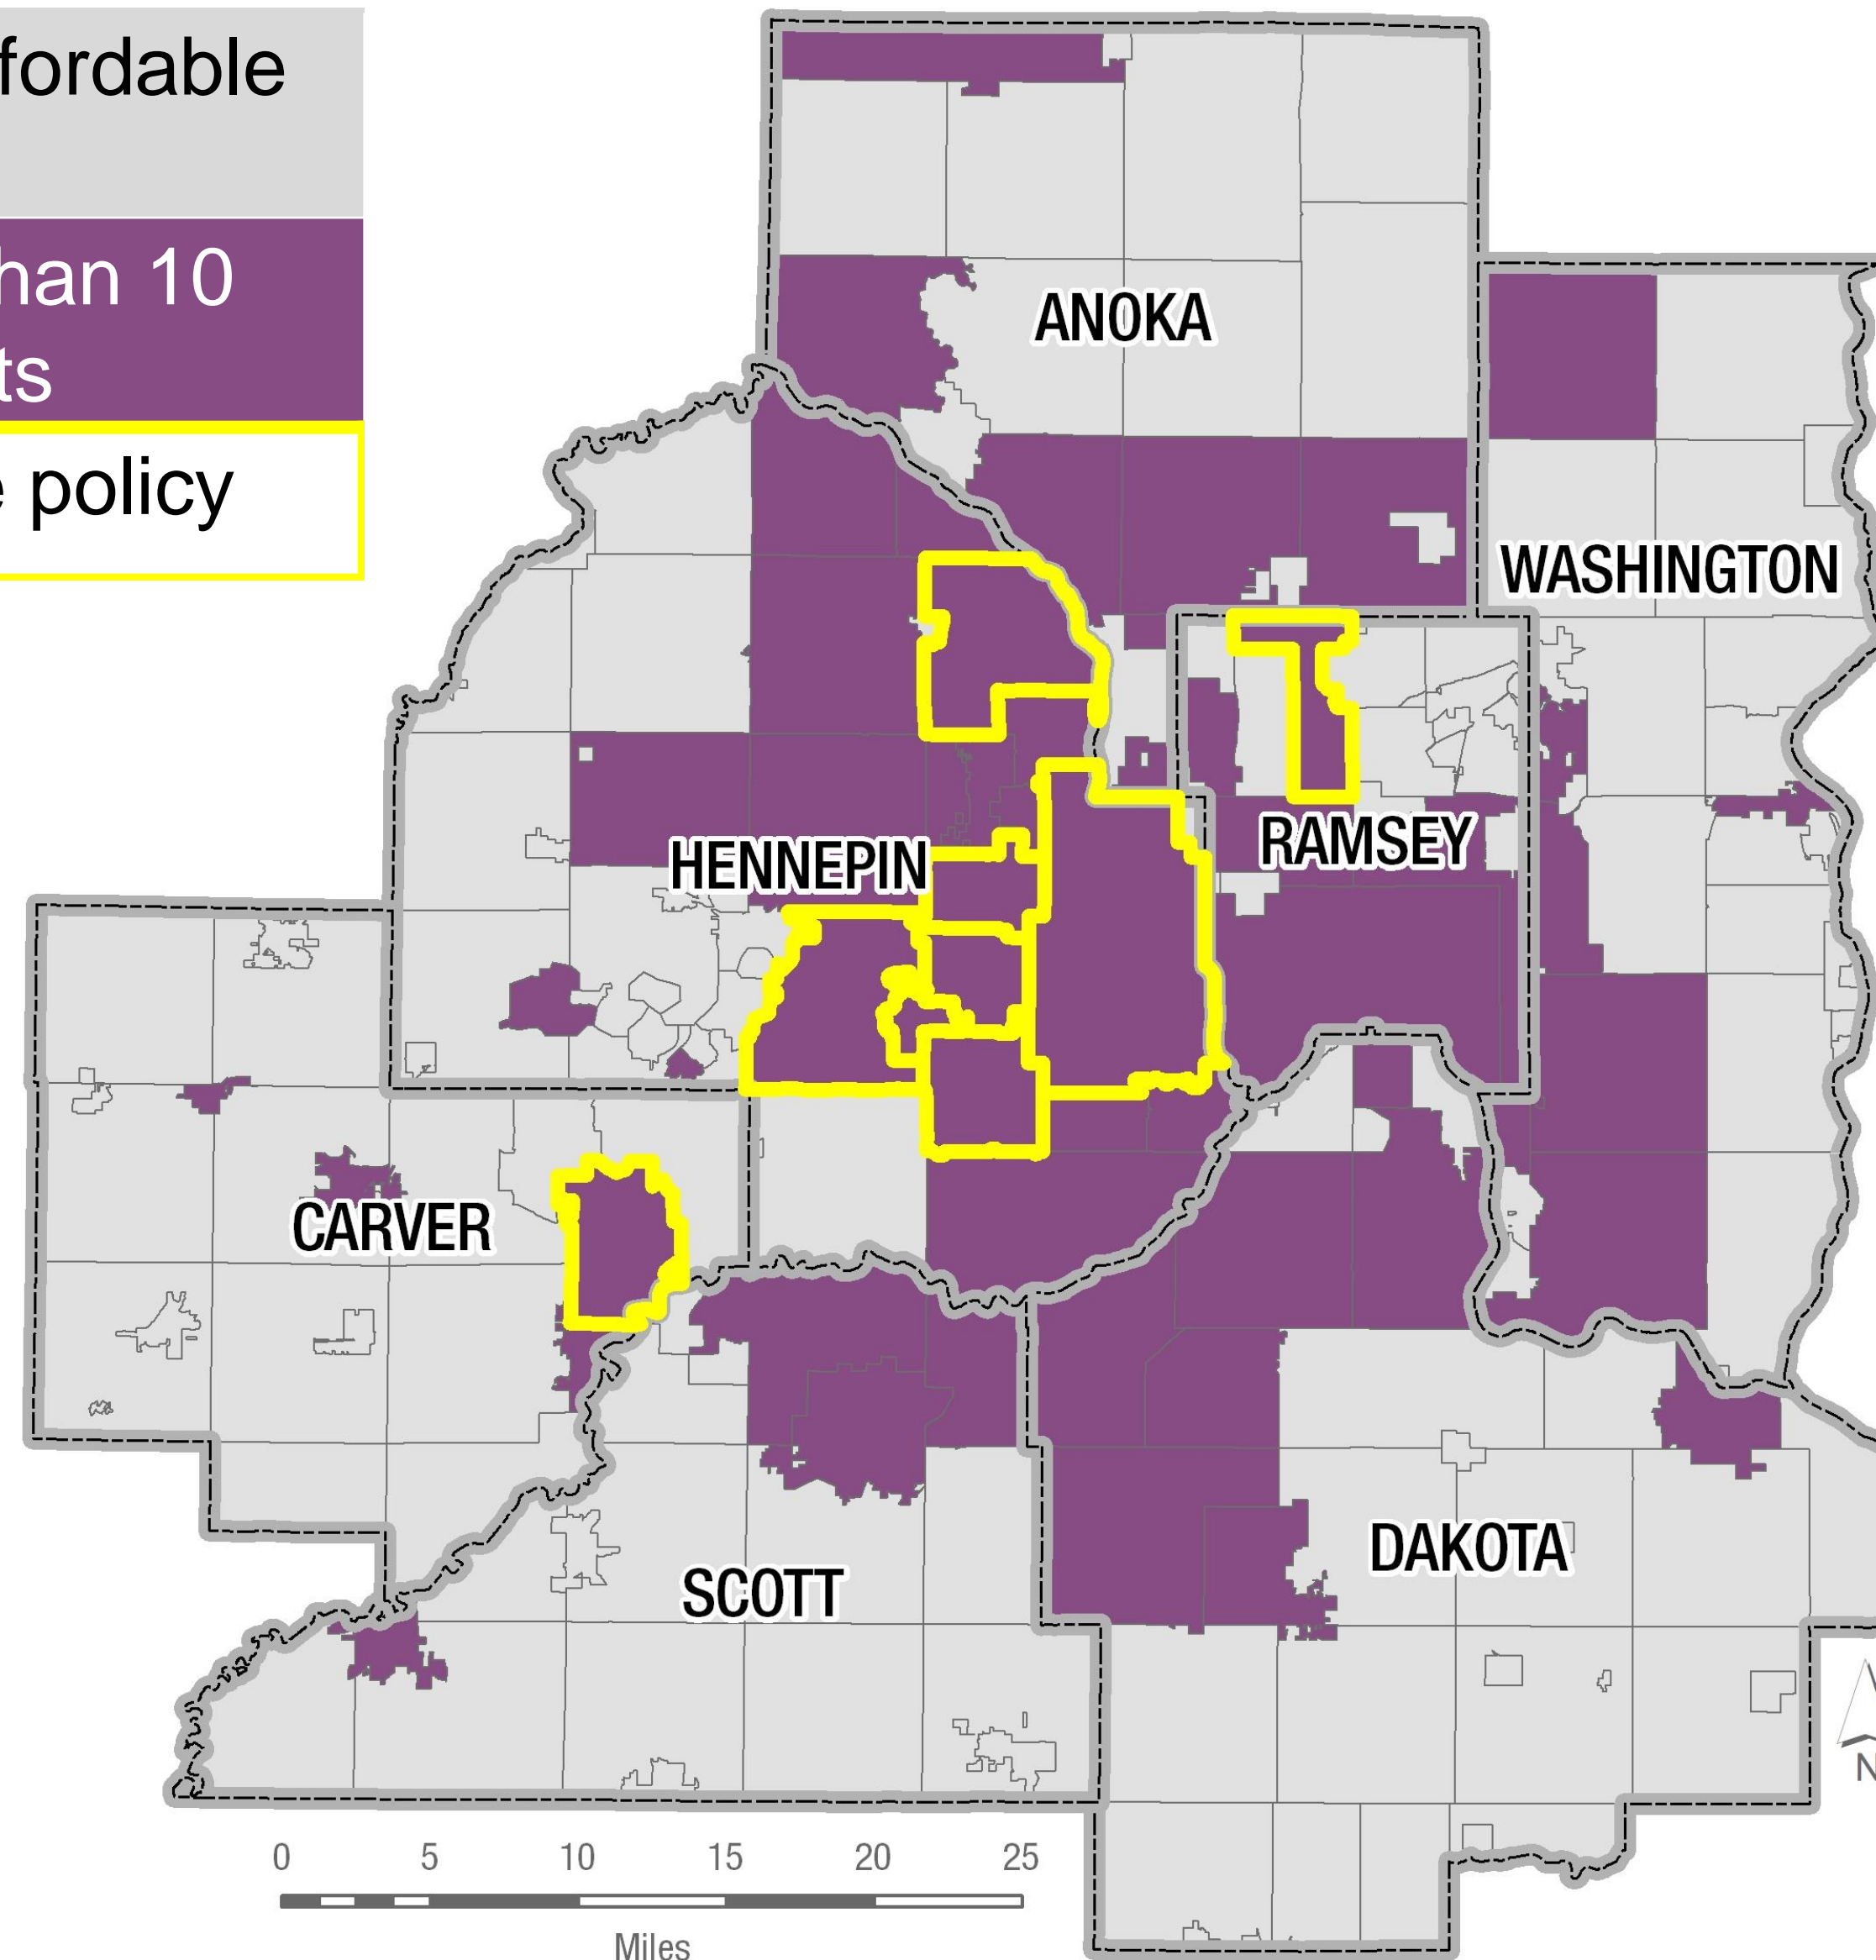 fordable
han 10
ts
e policy
ANOKA
WASHINGTON
HENNEPIN
RAMSEY
CARVER
SCOTT
DAKOTA
N
0 5 10 15 20 25
Miles